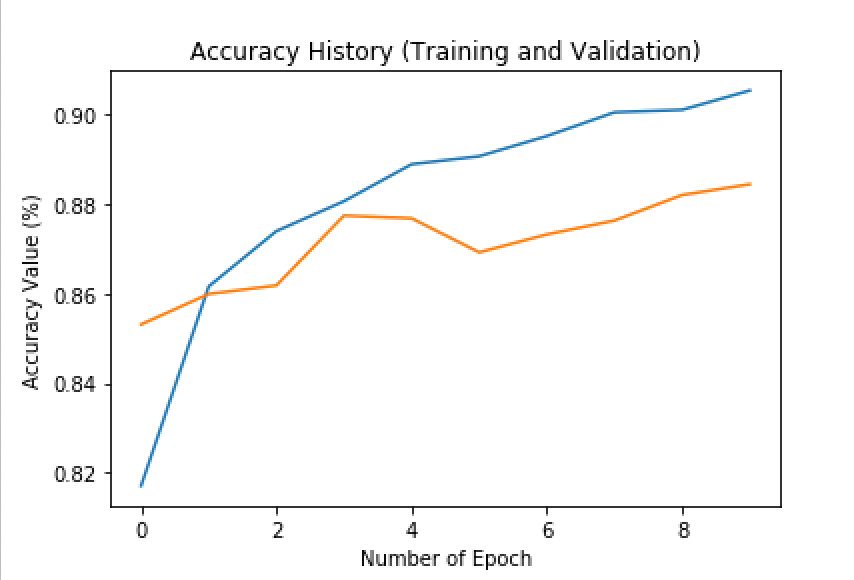 Accuracy History (Training and Validation)
0.90
0.88
0.86
0.84
0.82
Accuracy Value (%)
0 2 4 6 8
Number of Epoch